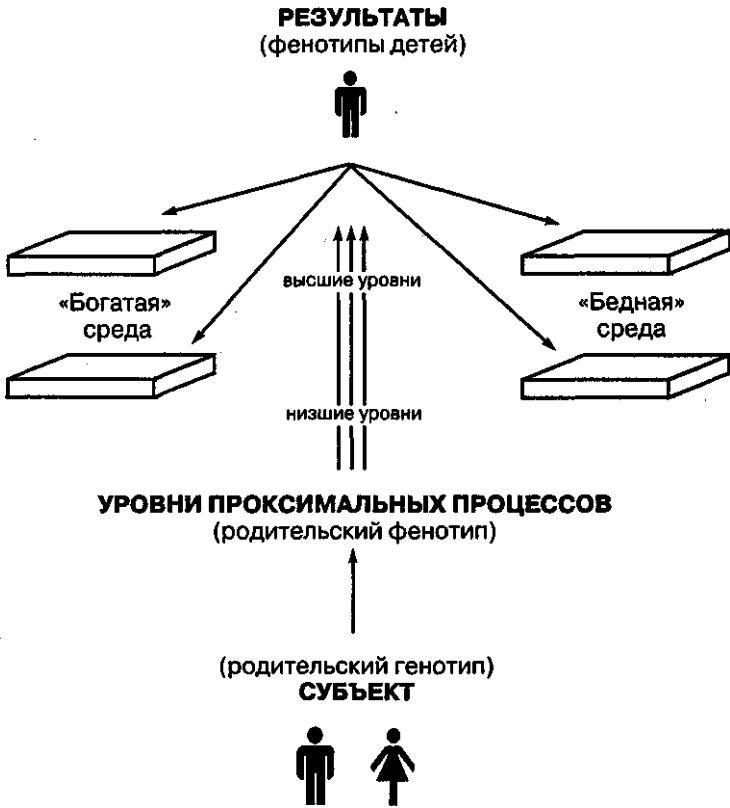 РЕЗУЛЬТАТЫ
(фенотипы детей)
высшие уровни
«Богатая»
среда
«Бедная»
среда
низшие уровни
УРОВНИ ПРОКСИМАЛЬНЫХ ПРОЦЕССОВ
(родительский фенотип)
(родительский генотип)
СУБЪЕКТ